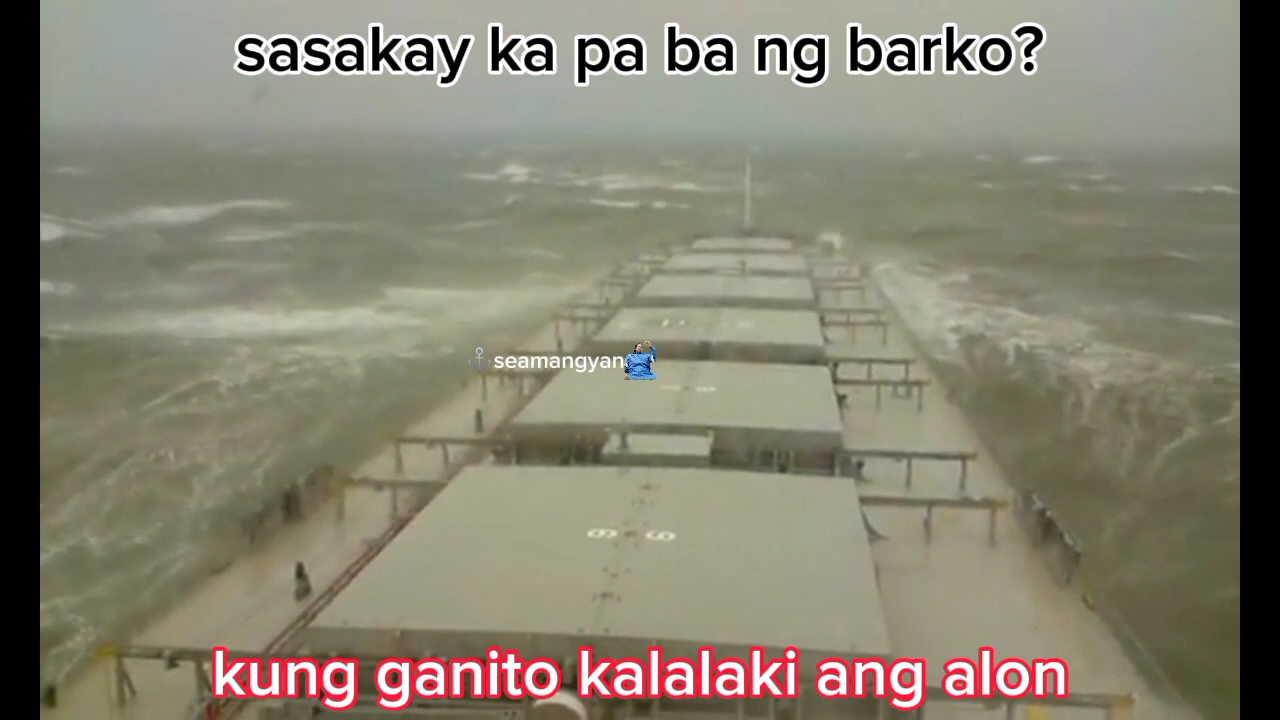 sasakay ka pa ba ng barko?
seamangyan
kung ganito kalalaki ang alon